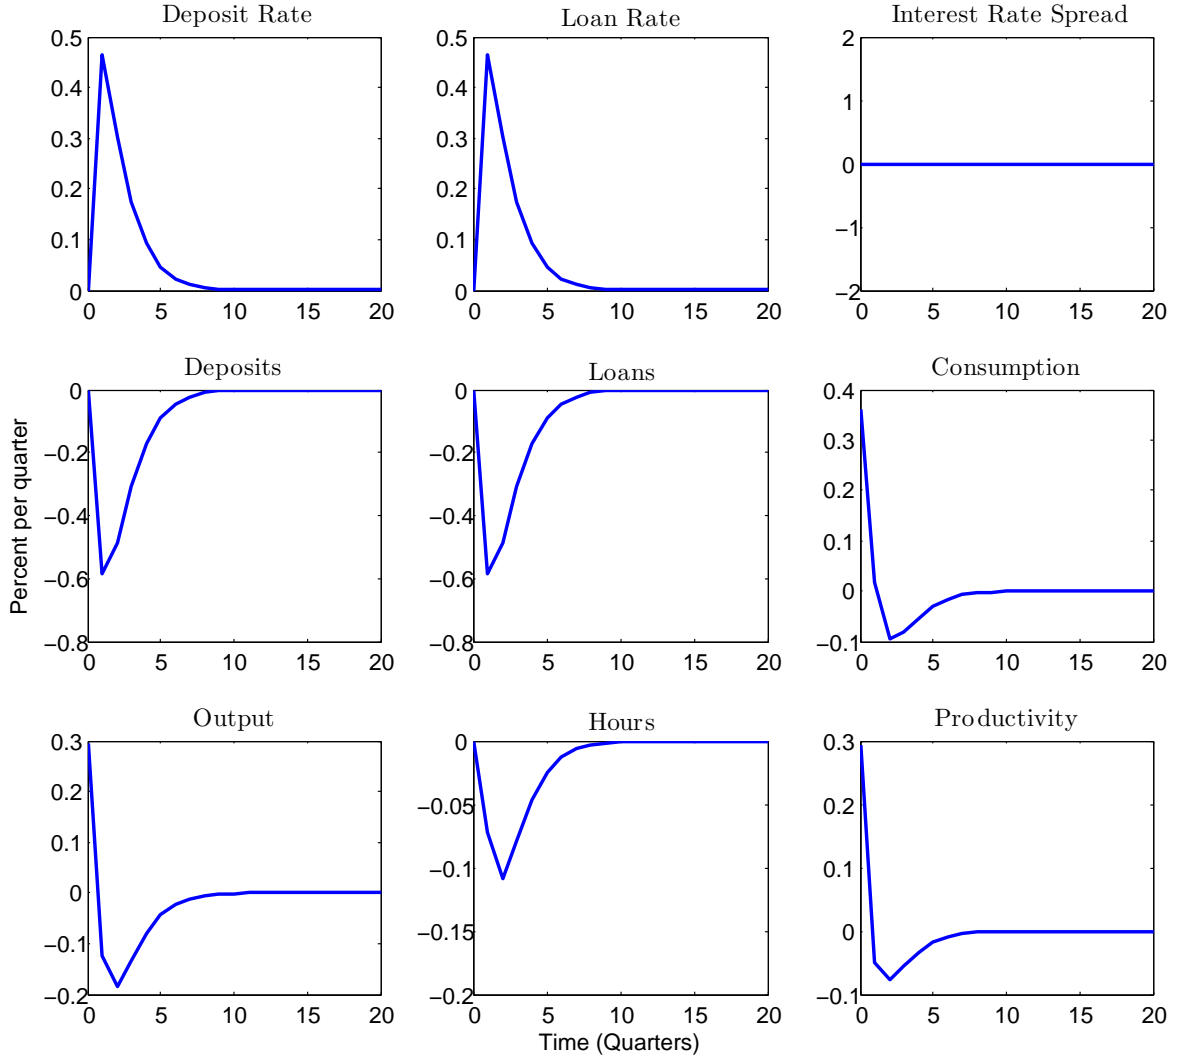 Deposit Rate
0.5
0.4
0.3
0.2
0.1
0
0 5 10 15 20
Loan Rate
0.5
0.4
0.3
0.2
0.1
0
0 5 10 15 20
Interest Rate Spread
2
1
0
−1
−2
0 5 10 15 20
Percent per quarter
Deposits
0
−0.2
−0.4
−0.6
−0.8
0 5 10 15 20
Loans
0
−0.2
−0.4
−0.6
−0.8
0 5 10 15 20
Consumption
0.4
0.3
0.2
0.1
0
−0.1
0 5 10 15 20
Output
0.3
0.2
0.1
0
−0.1
−0.2
0 5 10 15 20
Hours
0
−0.05
−0.1
−0.15
−0.2
0 5 10 15 20
Time (Quarters)
Productivity
0.3
0.2
0.1
0
−0.1
0 5 10 15 20